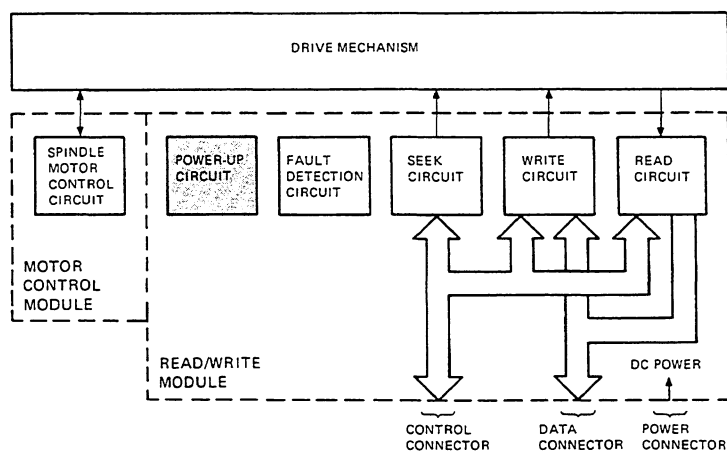 DRIVE MECHANISM
SPINDLE
MOTOR
CONTROL
CIRCUIT
POWER-UP
CIRCUIT
FAULT
DETECTION
CIRCUIT
SEEK
CIRCUIT
WRITE
CIRCUIT
READ
CIRCUIT
MOTOR
CONTROL
MODULE
READ/WRITE
MODULE
DC POWER
CONTROL
CONNECTOR
DATA
CONNECTOR
POWER
CONNECTOR